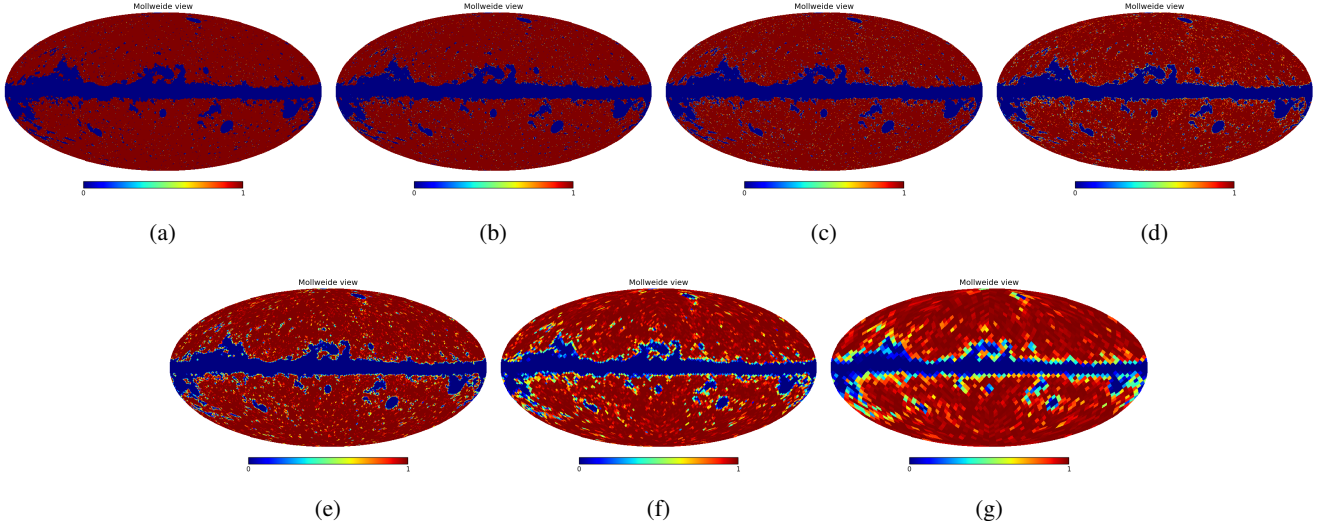 Mollweide view Mollweide view Mollweide view Mollweide view
0 1 0 1 0 1 0 1
(a) (b) (c) (d)
Mollweide view Mollweide view Mollweide view
0 1 0 1 0 1
(e) (f) (g)